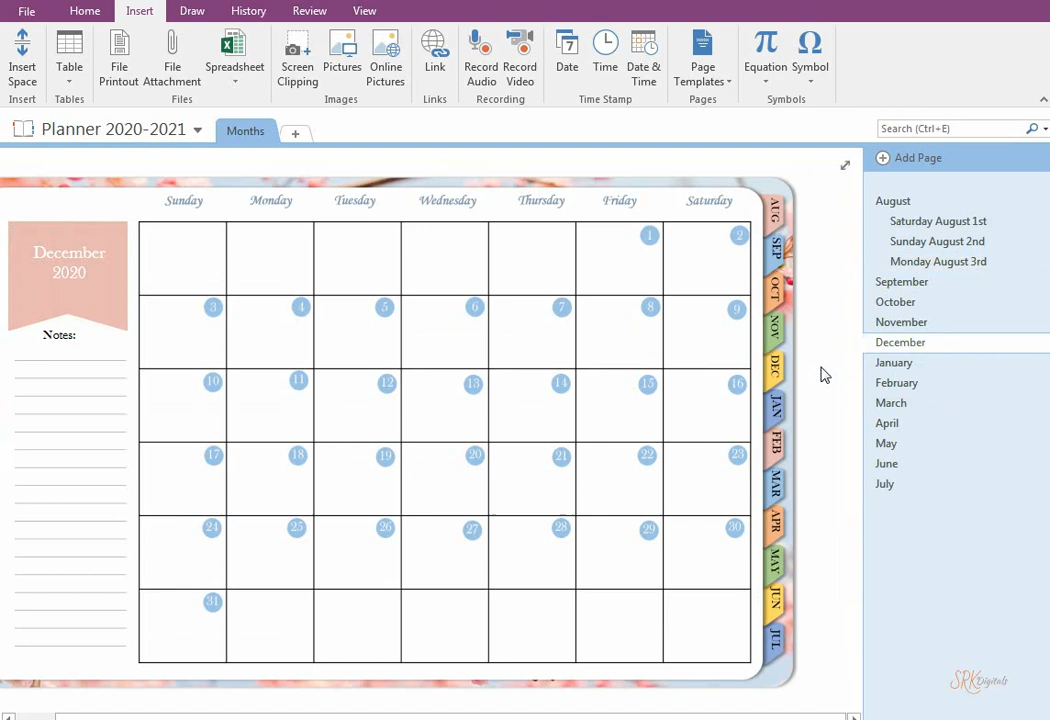 File Home Insert Draw History Review View
Insert Space Table File Printout File Attachment Spreadsheet Screen Clipping Pictures Online Pictures Link Record Audio Record Video Date Time Date & Time Page Templates Equation Symbol
Insert Tables Files Images Links Recording Time Stamp Pages Symbols
Planner 2020-2021 Months + Search (Ctrl+E)
Add Page
Sunday Monday Tuesday Wednesday Thursday Friday Saturday
December
2020
Notes:
1 2
3 4 5 6 7 8 9
10 11 12 13 14 15 16
17 18 19 20 21 22 23
24 25 26 27 28 29 30
31
AUG
SEP
OCT
NOV
DEC
JAN
FEB
MAR
APR
MAY
JUN
JUL
August
Saturday August 1st
Sunday August 2nd
Monday August 3rd
September
October
November
December
January
February
March
April
May
June
July
SRK Digitals